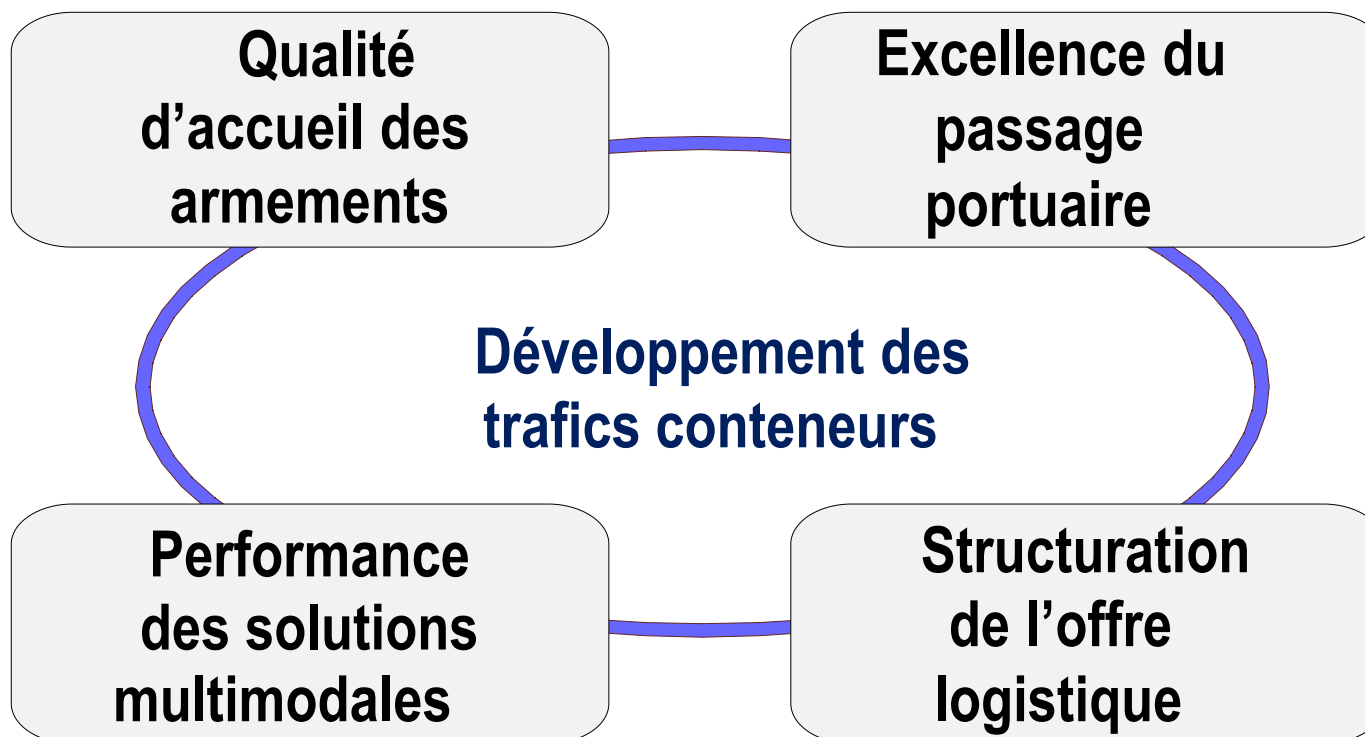 Qualité
d’accueil des
armements
Excellence du
passage
portuaire
Développement des
trafics conteneurs
Performance
des solutions
multimodales
Structuration
de l’offre
logistique